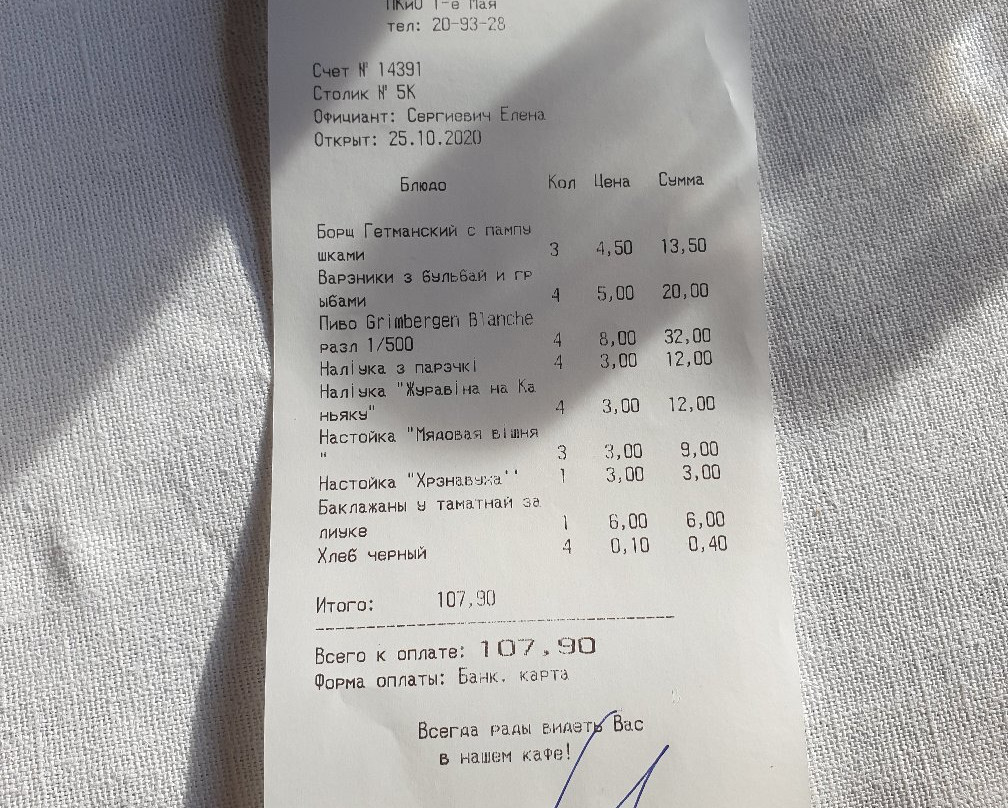 ПКиО 1-е Мая
тел: 20-93-28
Счет № 14391
Столик № 5К
Официант: Сергиевич Елена
Открыт: 25.10.2020
Блюдо Кол Цена Сумма
Борщ Гетманский с пампу
шками 3 4,50 13,50
Варэники з бульбай и гр
ыбами 4 5,00 20,00
Пиво Grimbergen Blanche
разл 1/500 4 8,00 32,00
Наліука з парэчкі 4 3,00 12,00
Наліука "Журавіна на Ка
ньяку" 4 3,00 12,00
Настойка "Мядовая вішня
" 3 3,00 9,00
Настойка "Хрэнавуха'' 1 3,00 3,00
Баклажаны у таматнай за
лиуке 1 6,00 6,00
Хлеб черный 4 0,10 0,40
Итого: 107,90
Всего к оплате: 107,90
Форма оплаты: Банк. карта
Всегда рады видеть Вас
в нашем кафе!